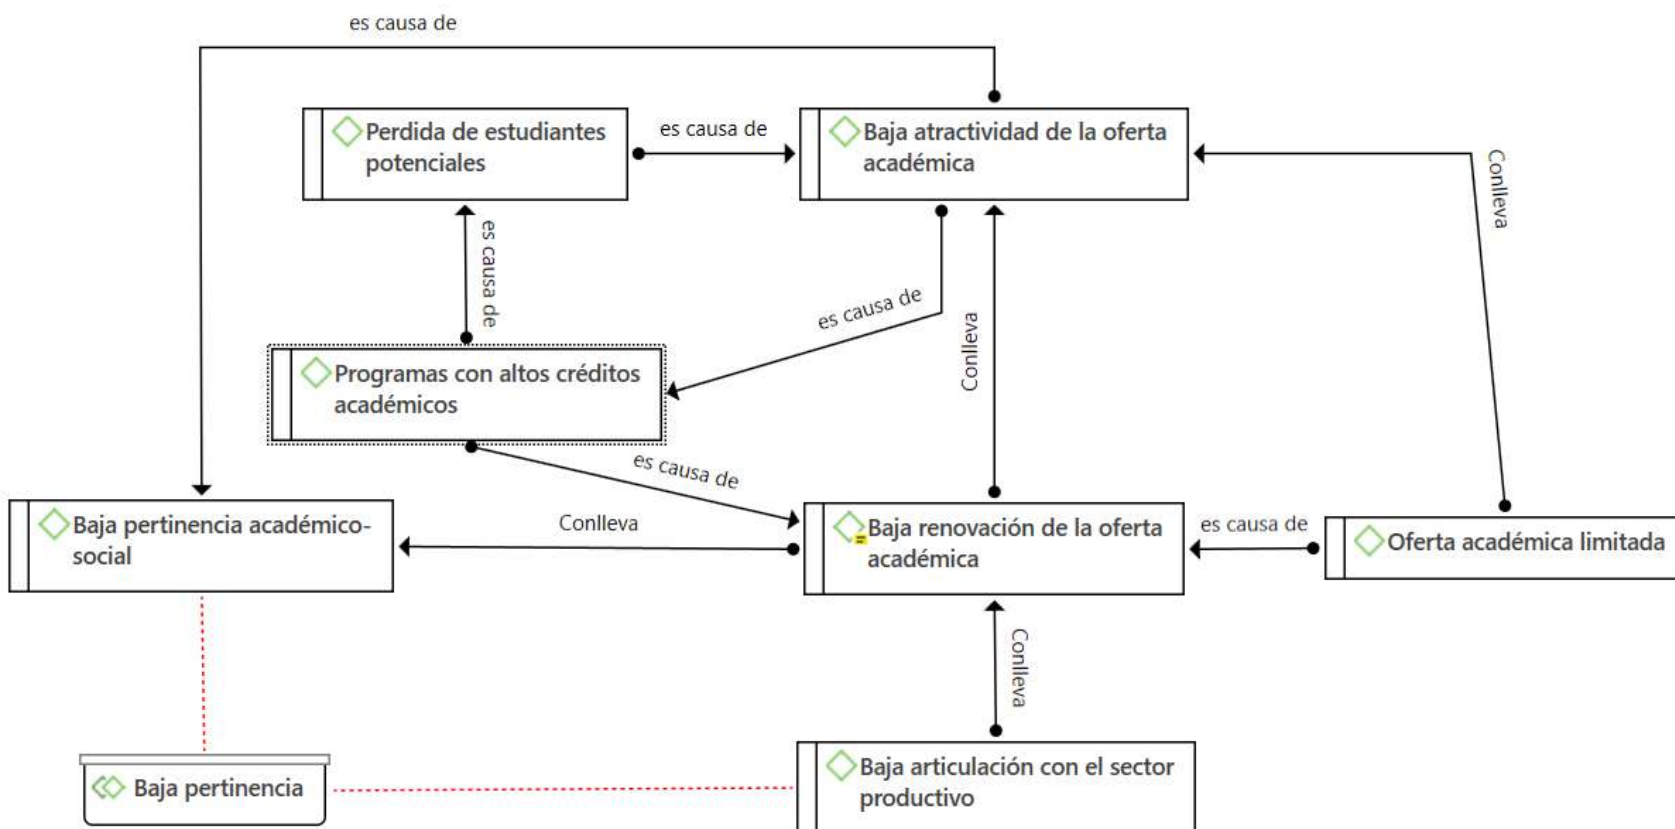 es causa de
Perdida de estudiantes
potenciales
es causa de
Baja atractividad de la oferta
académica
Conlleva
es causa de
es causa de
Conlleva
Programas con altos créditos
académicos
es causa de
Baja pertinencia académico-
social
Conlleva
Baja renovación de la oferta
académica
es causa de
Oferta académica limitada
Conlleva
Baja pertinencia
Baja articulación con el sector
productivo